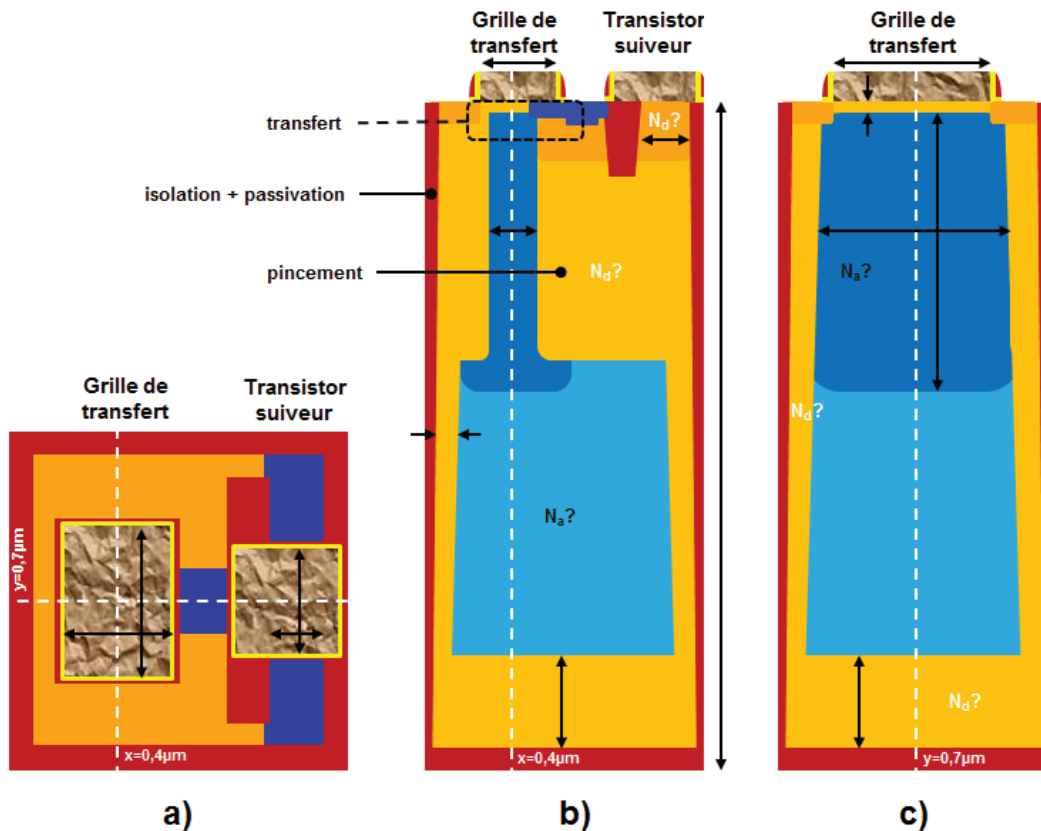 Grille de
transfert
Transistor
suiveur
Grille de
transfert
transfert
N_d?
isolation + passivation
pincement
N_d?
N_a?
Grille de
transfert
Transistor
suiveur
N_d?
N_a?
y=0,7µm
N_d?
x=0,4µm
x=0,4µm
y=0,7µm
a)
b)
c)